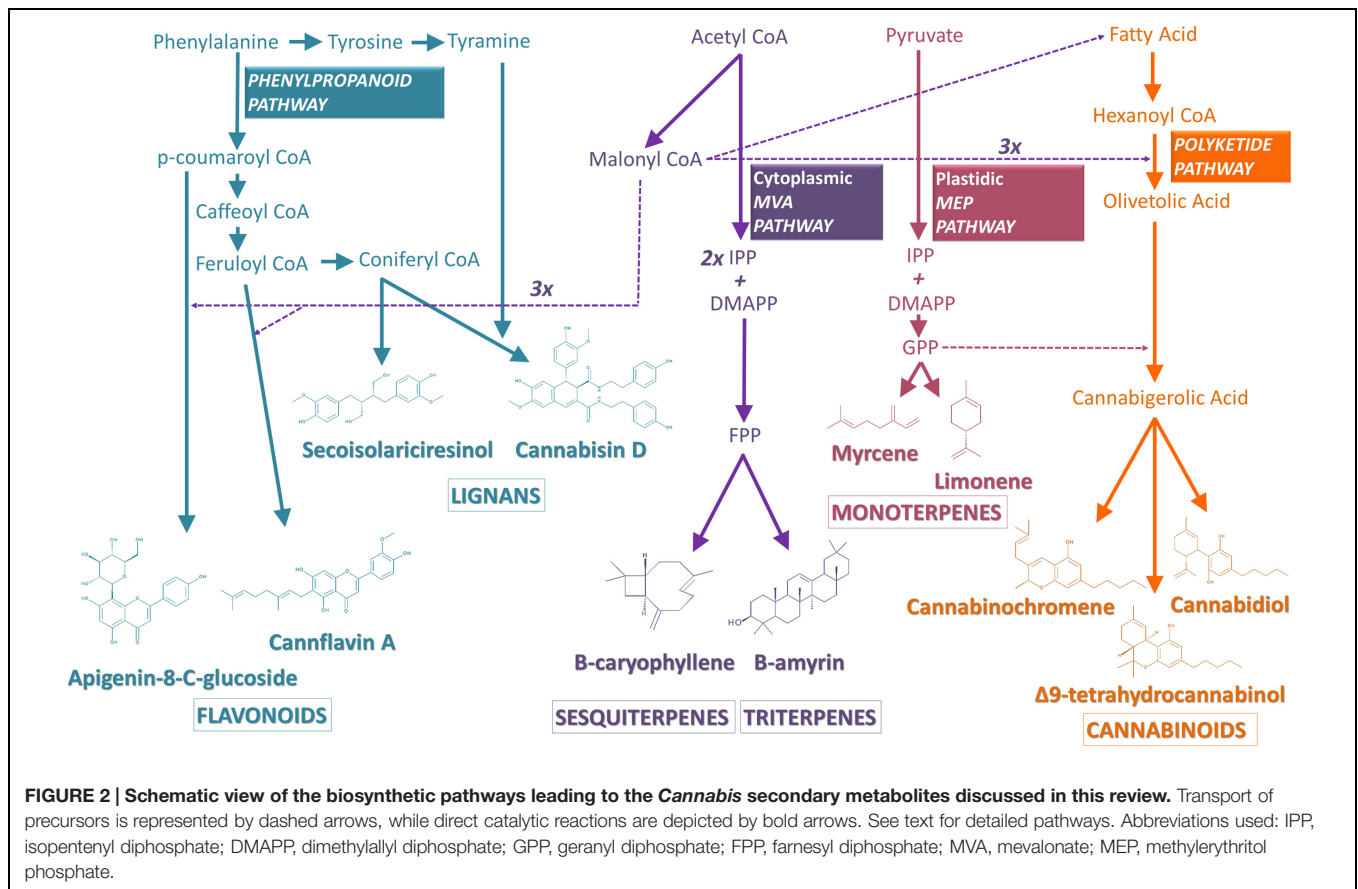 Phenylalanine Tyrosine Tyramine Acetyl CoA Pyruvate Fatty Acid
PHENYLPROPANOID
PATHWAY
Hexanoyl CoA
p-coumaroyl CoA Malonyl CoA 3x POLYKETIDE
PATHWAY
Cytoplasmic
MVA
PATHWAY
Plastidic
MEP
PATHWAY
Caffeoyl CoA Olivetolic Acid
Feruloyl CoA Coniferyl CoA 2x IPP IPP
+ +
3x DMAPP DMAPP
GPP
Cannabigerolic Acid
FPP
Secoisolariciresinol Cannabisin D Myrcene
Limonene
LIGNANS MONOTERPENES
Cannabinochromene Cannabidiol
Cannflavin A
B-caryophyllene B-amyrin
Apigenin-8-C-glucoside
Δ9-tetrahydrocannabinol
FLAVONOIDS SESQUITERPENES TRITERPENES CANNABINOIDS
FIGURE 2 | Schematic view of the biosynthetic pathways leading to the Cannabis secondary metabolites discussed in this review. Transport of
precursors is represented by dashed arrows, while direct catalytic reactions are depicted by bold arrows. See text for detailed pathways. Abbreviations used: IPP,
isopentenyl diphosphate; DMAPP, dimethylallyl diphosphate; GPP, geranyl diphosphate; FPP, farnesyl diphosphate; MVA, mevalonate; MEP, methylerythritol
phosphate.